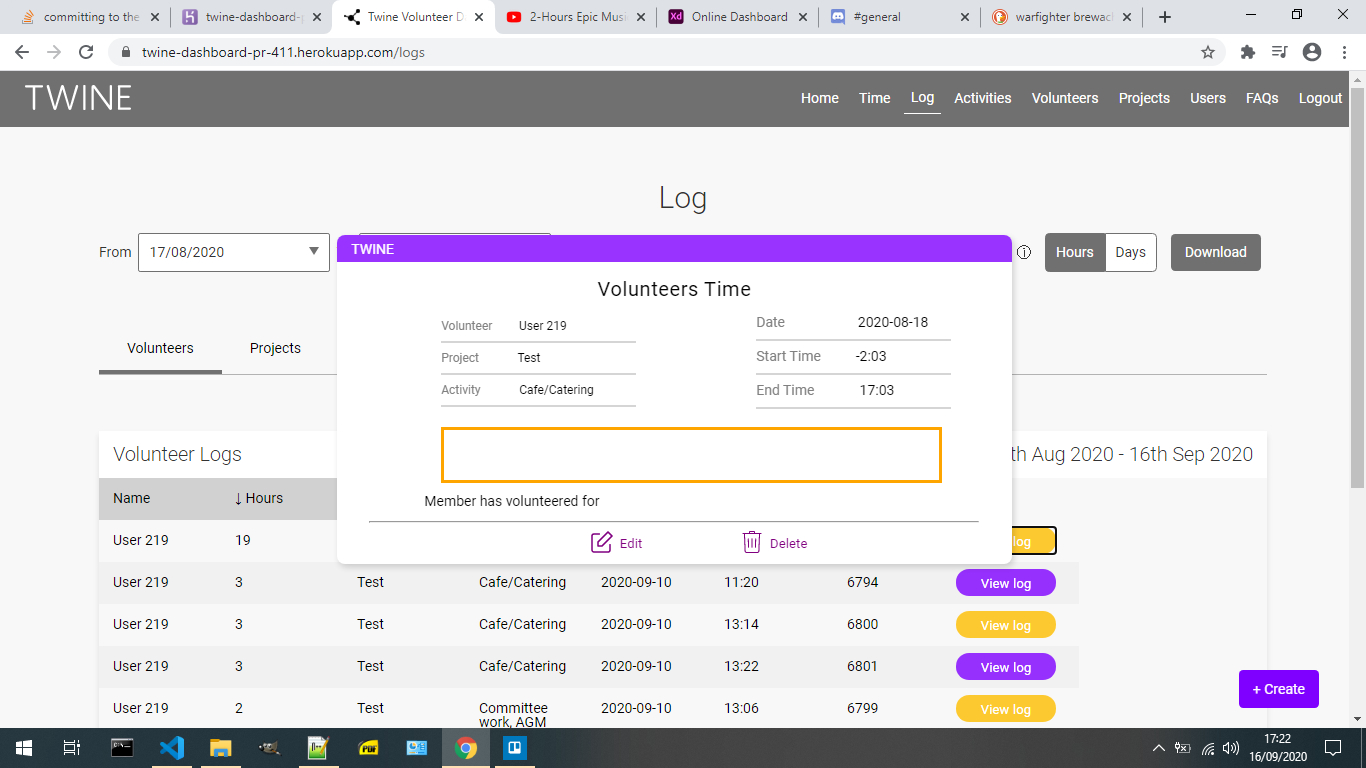 committing to the
twine-dashboard-
Twine Volunteer D
2-Hours Epic Musi
Online Dashboard
#general
warfighter brewac
twine-dashboard-pr-411.herokuapp.com/logs
TWINE
Home Time Log Activities Volunteers Projects Users FAQs Logout
Log
From 17/08/2020
Hours Days Download
TWINE
Volunteers Time
Volunteer User 219
Project Test
Activity Cafe/Catering
Date 2020-08-18
Start Time -2:03
End Time 17:03
Member has volunteered for
Edit Delete
Volunteers Projects
Volunteer Logs
th Aug 2020 - 16th Sep 2020
Name ↓ Hours
User 219 19 log
User 219 3 Test Cafe/Catering 2020-09-10 11:20 6794 View log
User 219 3 Test Cafe/Catering 2020-09-10 13:14 6800 View log
User 219 3 Test Cafe/Catering 2020-09-10 13:22 6801 View log
User 219 2 Test Committee work, AGM 2020-09-10 13:06 6799 View log
+ Create
PDF
17:22
16/09/2020